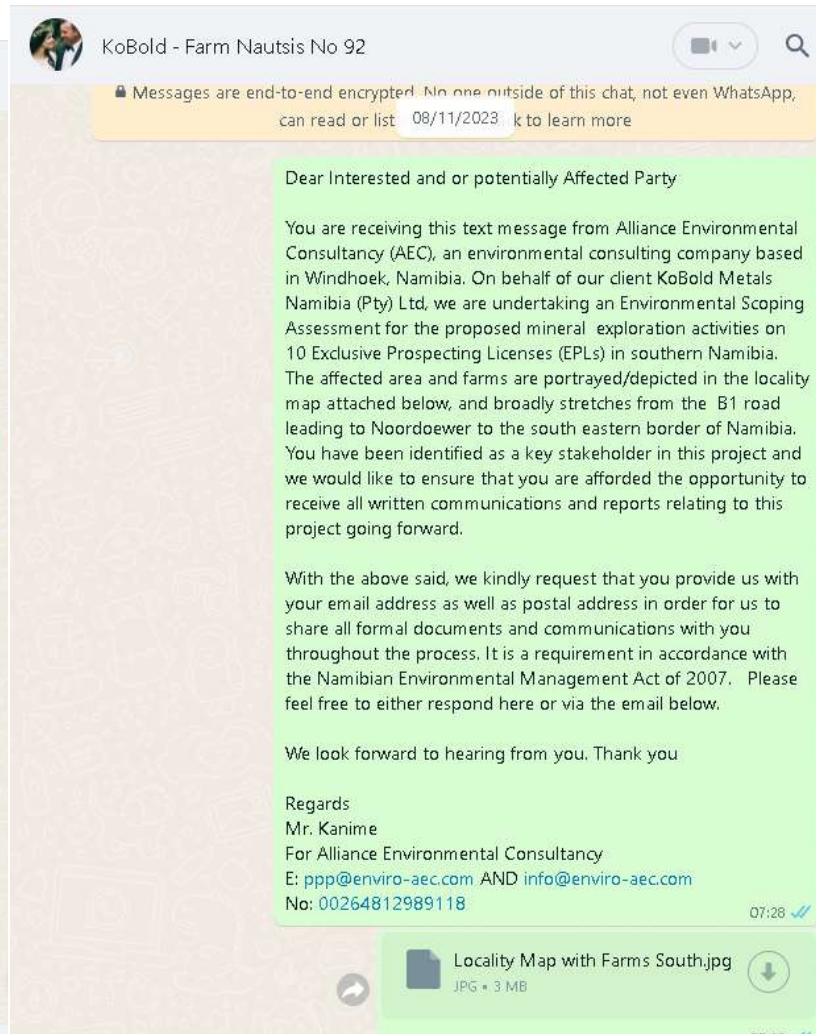 KoBold - Farm Nautsis No 92
Messages are end-to-end encrypted. No one outside of this chat, not even WhatsApp,
can read or list 08/11/2023 k to learn more
Dear Interested and or potentially Affected Party
You are receiving this text message from Alliance Environmental
Consultancy (AEC), an environmental consulting company based
in Windhoek, Namibia. On behalf of our client KoBold Metals
Namibia (Pty) Ltd, we are undertaking an Environmental Scoping
Assessment for the proposed mineral exploration activities on
10 Exclusive Prospecting Licenses (EPLs) in southern Namibia.
The affected area and farms are portrayed/depicted in the locality
map attached below, and broadly stretches from the B1 road
leading to Noordoewer to the south eastern border of Namibia.
You have been identified as a key stakeholder in this project and
we would like to ensure that you are afforded the opportunity to
receive all written communications and reports relating to this
project going forward.
With the above said, we kindly request that you provide us with
your email address as well as postal address in order for us to
share all formal documents and communications with you
throughout the process. It is a requirement in accordance with
the Namibian Environmental Management Act of 2007. Please
feel free to either respond here or via the email below.
We look forward to hearing from you. Thank you
Regards
Mr. Kanime
For Alliance Environmental Consultancy
E: ppp@enviro-aec.com AND info@enviro-aec.com
No: 00264812989118
07:28
Locality Map with Farms South.jpg
JPG • 3 MB